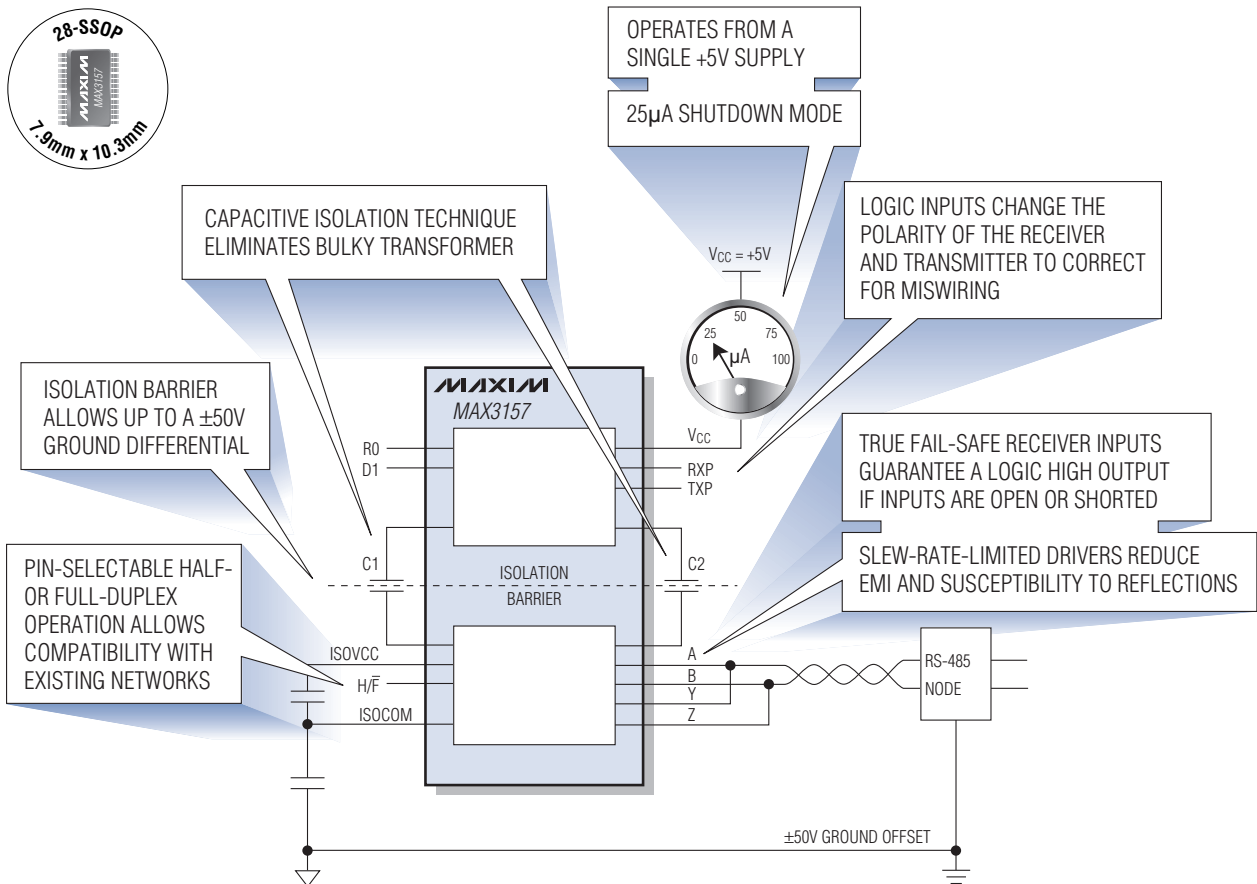 28-SSOP
MAXIM
MAX3157
7.9mm x 10.3mm
OPERATES FROM A
SINGLE +5V SUPPLY
25µA SHUTDOWN MODE
CAPACITIVE ISOLATION TECHNIQUE
ELIMINATES BULKY TRANSFORMER
LOGIC INPUTS CHANGE THE
POLARITY OF THE RECEIVER
AND TRANSMITTER TO CORRECT
FOR MISWIRING
VCC = +5V
0
25
50
75
100
µA
ISOLATION BARRIER
ALLOWS UP TO A ±50V
GROUND DIFFERENTIAL
MAXIM
MAX3157
R0
D1
VCC
RXP
TXP
TRUE FAIL-SAFE RECEIVER INPUTS
GUARANTEE A LOGIC HIGH OUTPUT
IF INPUTS ARE OPEN OR SHORTED
SLEW-RATE-LIMITED DRIVERS REDUCE
EMI AND SUSCEPTIBILITY TO REFLECTIONS
PIN-SELECTABLE HALF-
OR FULL-DUPLEX
OPERATION ALLOWS
COMPATIBILITY WITH
EXISTING NETWORKS
C1
ISOLATION
BARRIER
C2
ISOVCC
H/F̅
ISOCOM
A
B
Y
Z
RS-485
NODE
±50V GROUND OFFSET